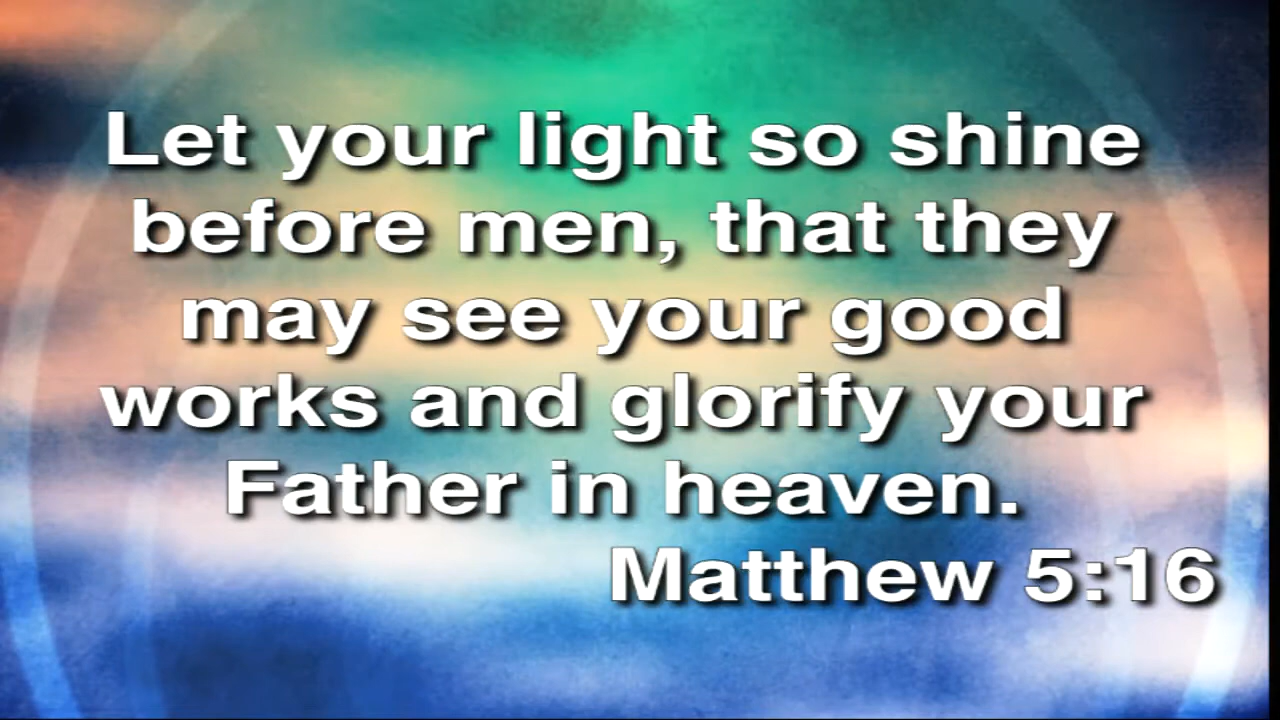 Let your light so shine
before men, that they
may see your good
works and glorify your
Father in heaven.
Matthew 5:16